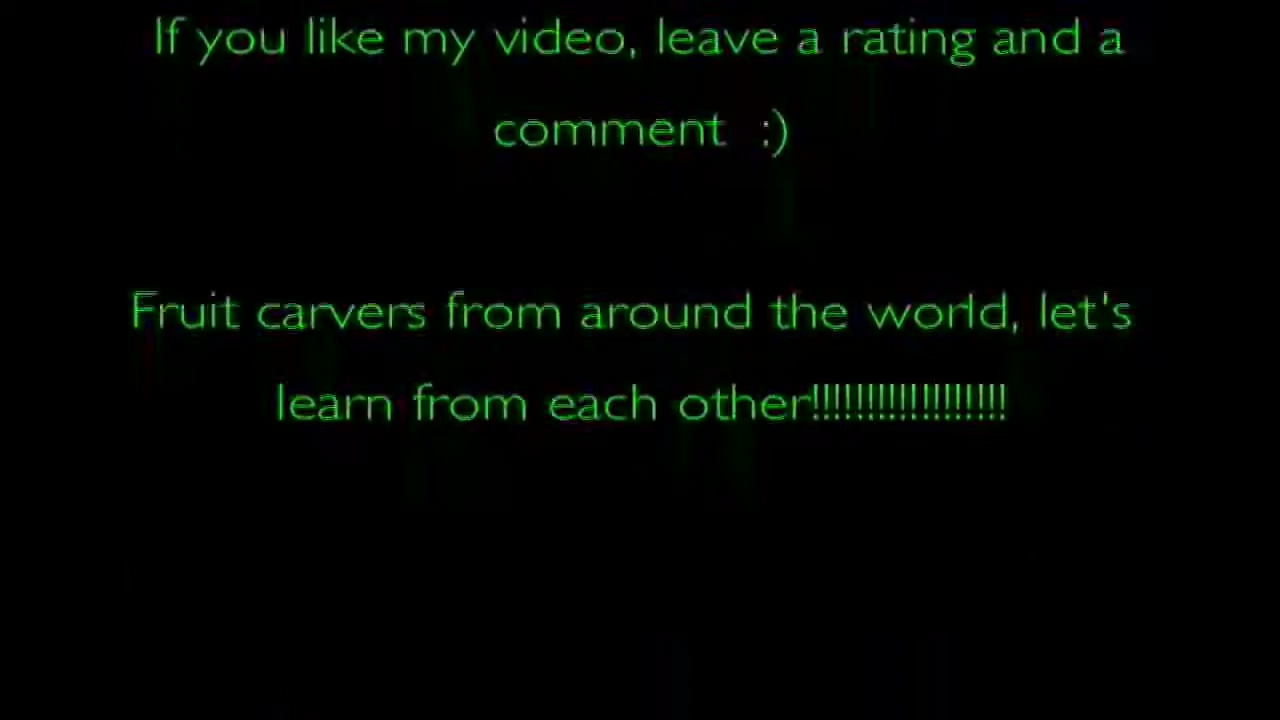 If you like my video, leave a rating and a
comment :)
Fruit carvers from around the world, let's
learn from each other!!!!!!!!!!!!!!!!!!